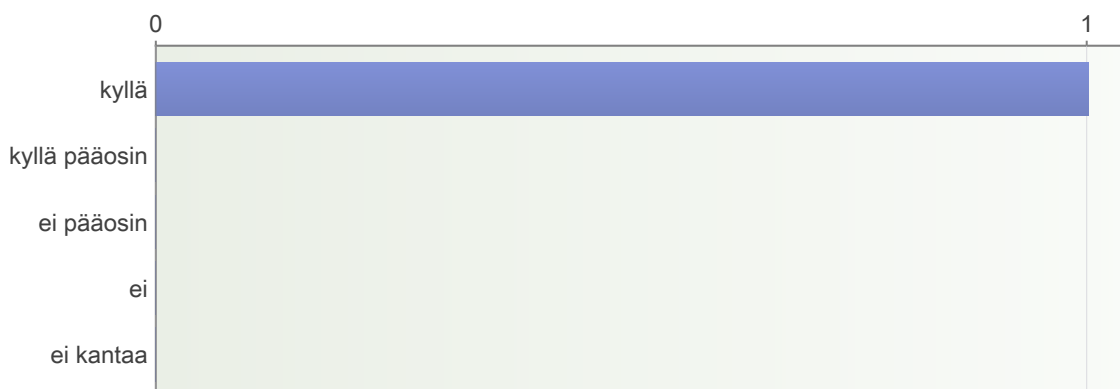 0 1
kyllä
kyllä pääosin
ei pääosin
ei
ei kantaa